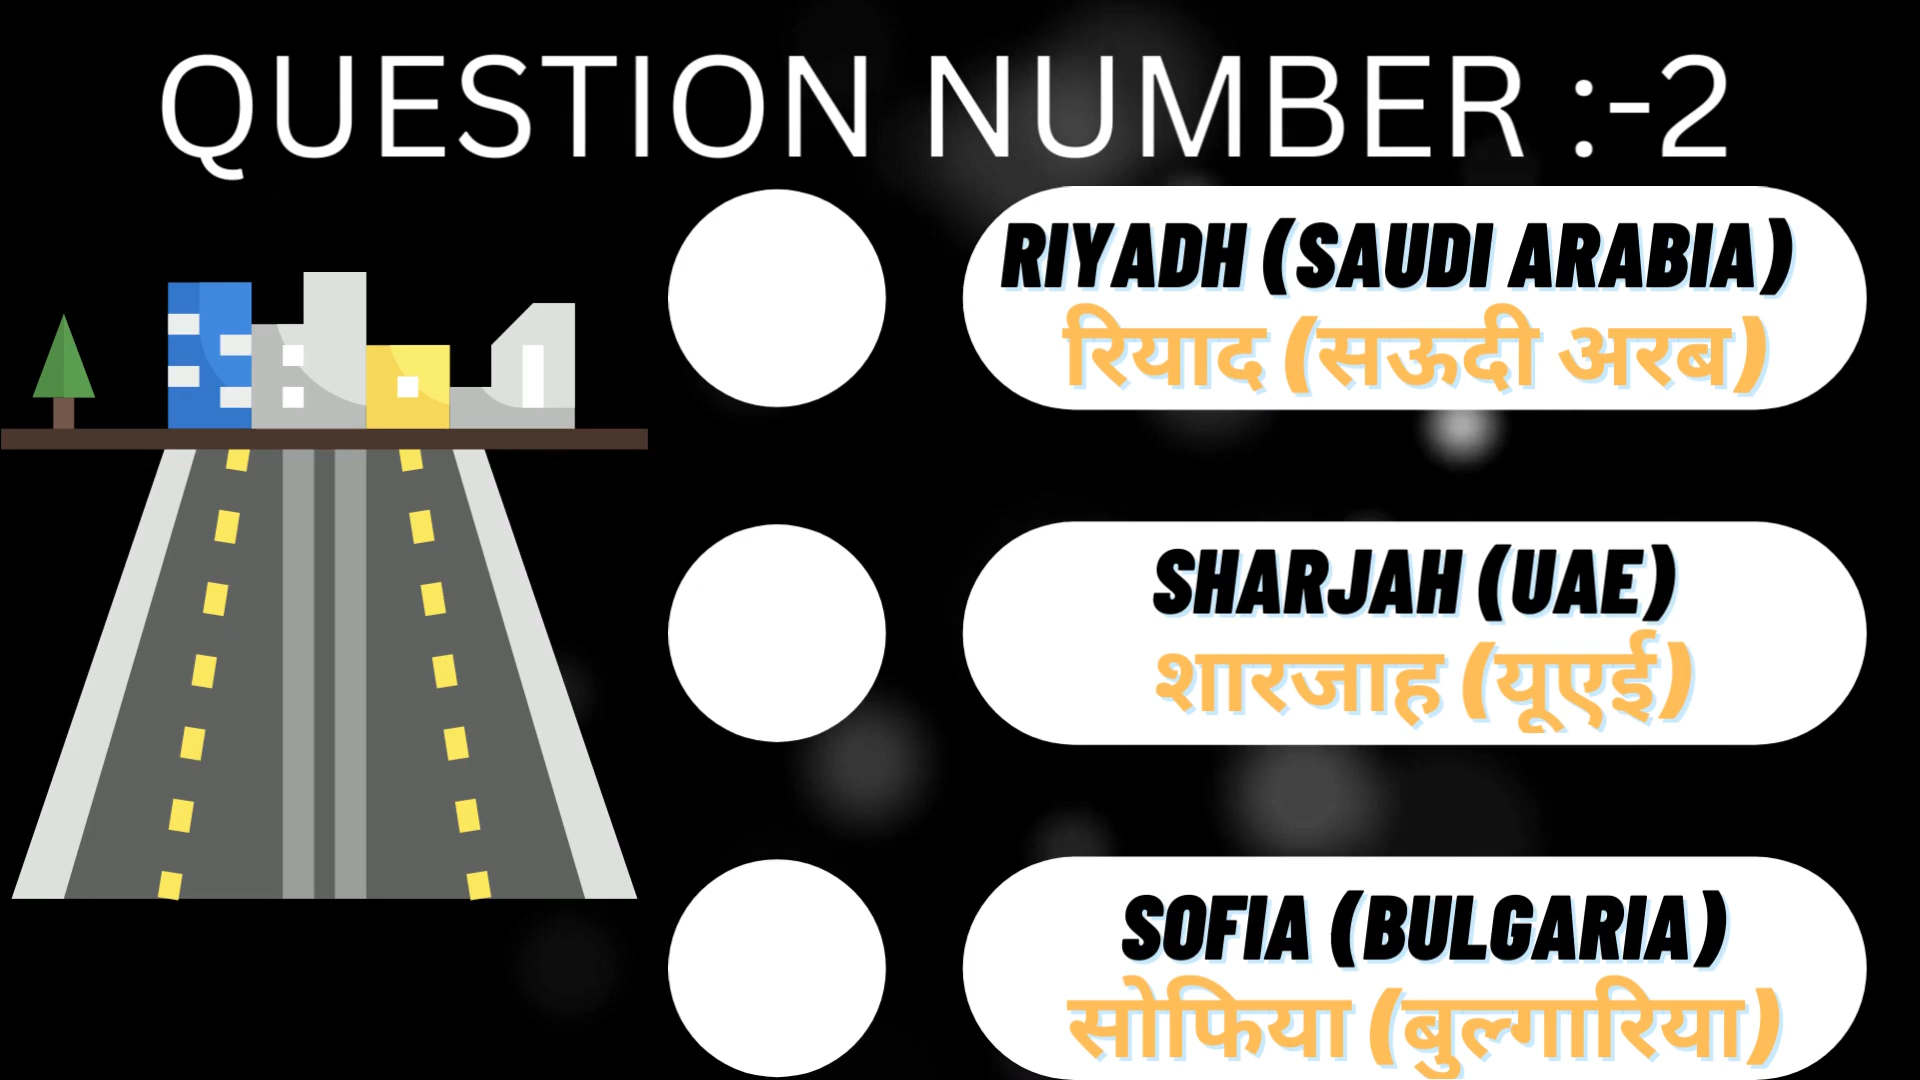 QUESTION NUMBER :-2
RIYADH (SAUDI ARABIA)
रियाद (सऊदी अरब)
SHARJAH (UAE)
शारजाह (यूएई)
SOFIA (BULGARIA)
सोफिया (बुल्गारिया)